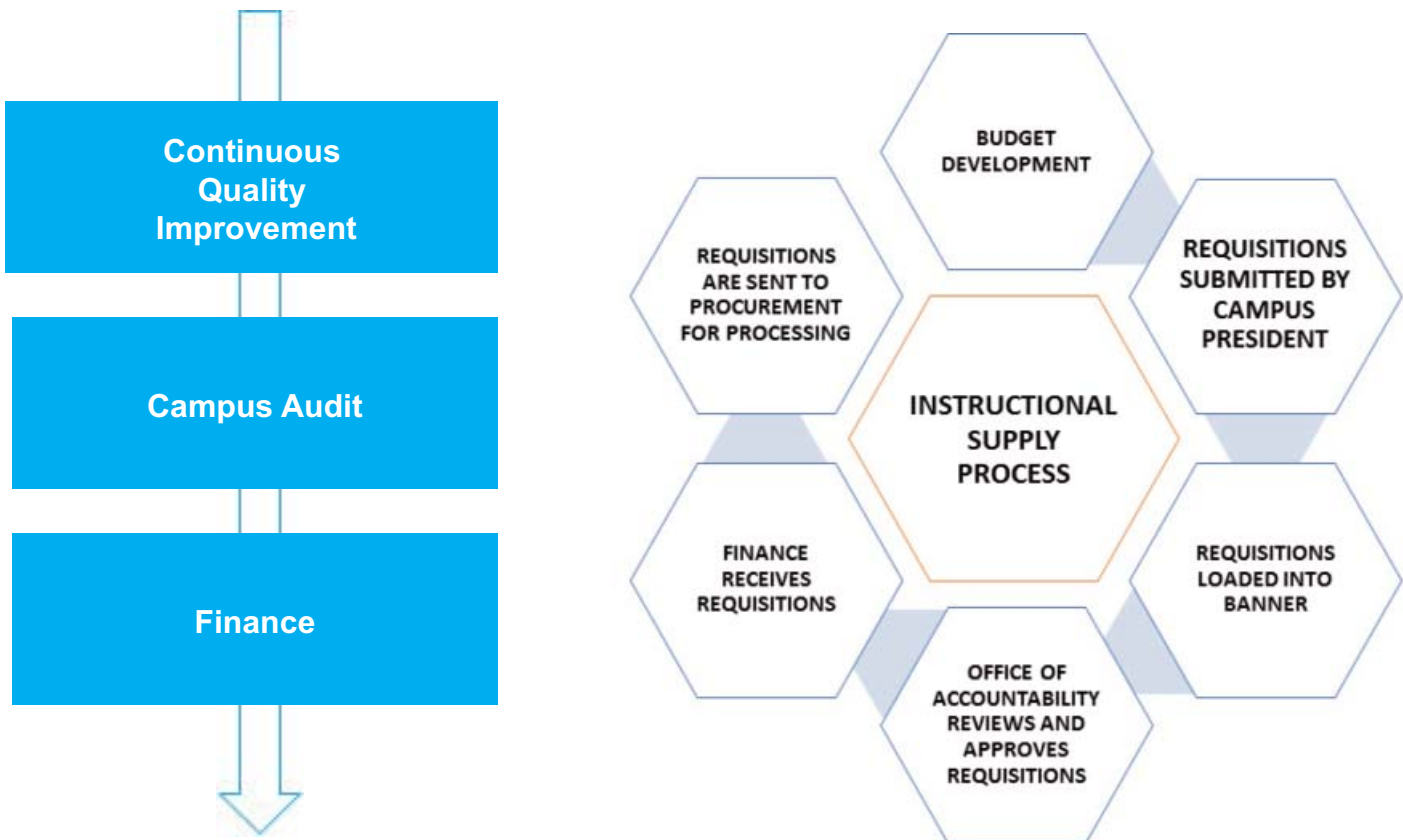 Continuous
Quality
Improvement
Campus Audit
Finance
BUDGET
DEVELOPMENT
REQUISITIONS
SUBMITTED BY
CAMPUS
PRESIDENT
REQUISITIONS
LOADED INTO
BANNER
OFFICE OF
ACCOUNTABILITY
REVIEWS AND
APPROVES
REQUISITIONS
FINANCE
RECEIVES
REQUISITIONS
REQUISITIONS
ARE SENT TO
PROCUREMENT
FOR PROCESSING
INSTRUCTIONAL
SUPPLY
PROCESS